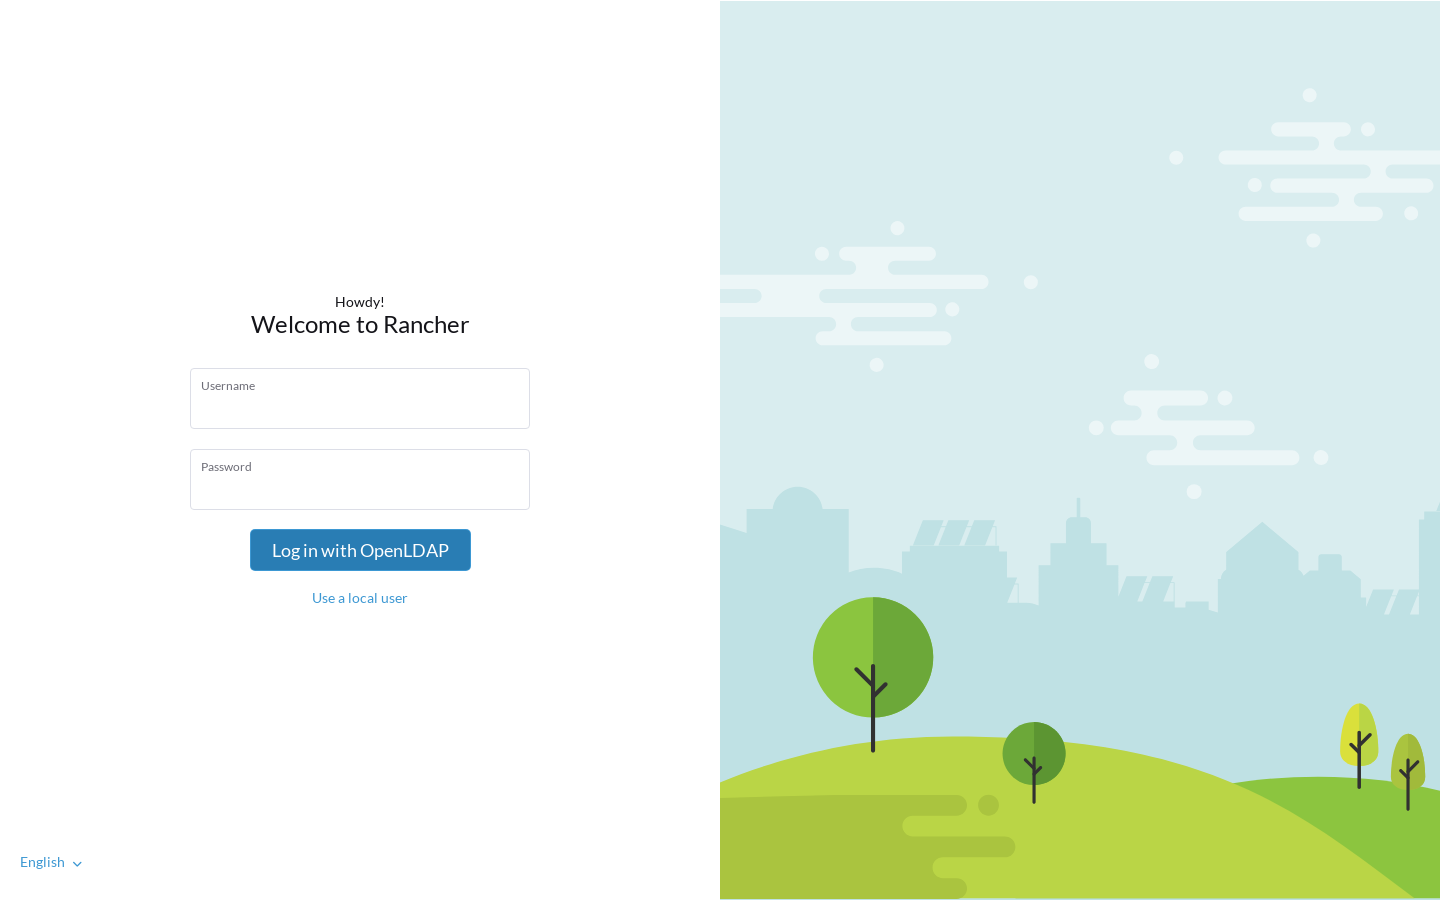 Howdy!
Welcome to Rancher
Username
Password
Log in with OpenLDAP
Use a local user
English